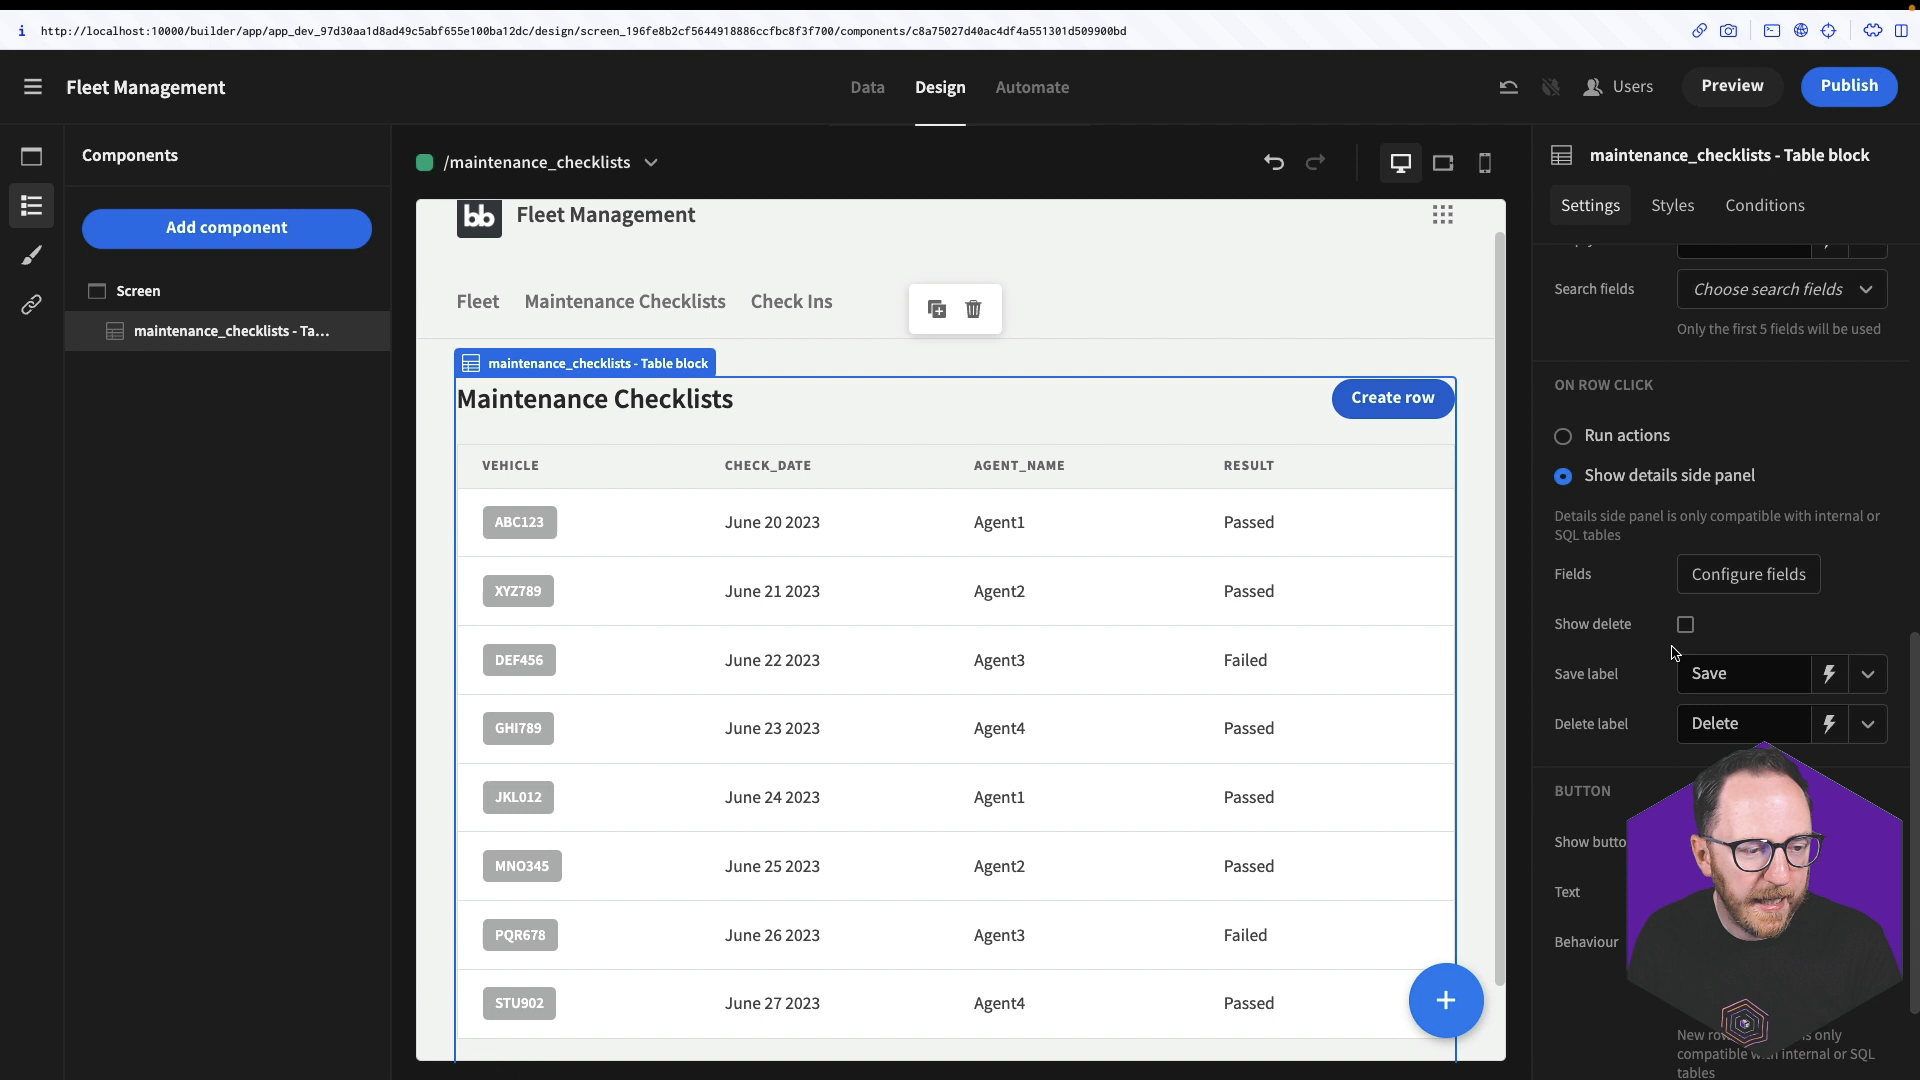 http://localhost:10000/builder/app/app_dev_97d30aa1d8ad49c5abf655e100ba12dc/design/screen_196fe8b2cf5644918886ccfbc8f3f700/components/c8a75027d40ac4df4a551301d509900bd
Fleet Management
Data
Design
Automate
Users
Preview
Publish
Components
Add component
Screen
maintenance_checklists - Ta...
/maintenance_checklists
bb
Fleet Management
Fleet
Maintenance Checklists
Check Ins
maintenance_checklists - Table block
Maintenance Checklists
Create row
VEHICLE CHECK_DATE AGENT_NAME RESULT
ABC123 June 20 2023 Agent1 Passed
XYZ789 June 21 2023 Agent2 Passed
DEF456 June 22 2023 Agent3 Failed
GHI789 June 23 2023 Agent4 Passed
JKL012 June 24 2023 Agent1 Passed
MNO345 June 25 2023 Agent2 Passed
PQR678 June 26 2023 Agent3 Failed
STU902 June 27 2023 Agent4 Passed
maintenance_checklists - Table block
Settings
Styles
Conditions
Search fields
Choose search fields
Only the first 5 fields will be used
ON ROW CLICK
Run actions
Show details side panel
Details side panel is only compatible with internal or
SQL tables
Fields
Configure fields
Show delete
Save label
Save
Delete label
Delete
BUTTON
Show butto
Text
Behaviour
New
only
compatible internal or SQL
tables